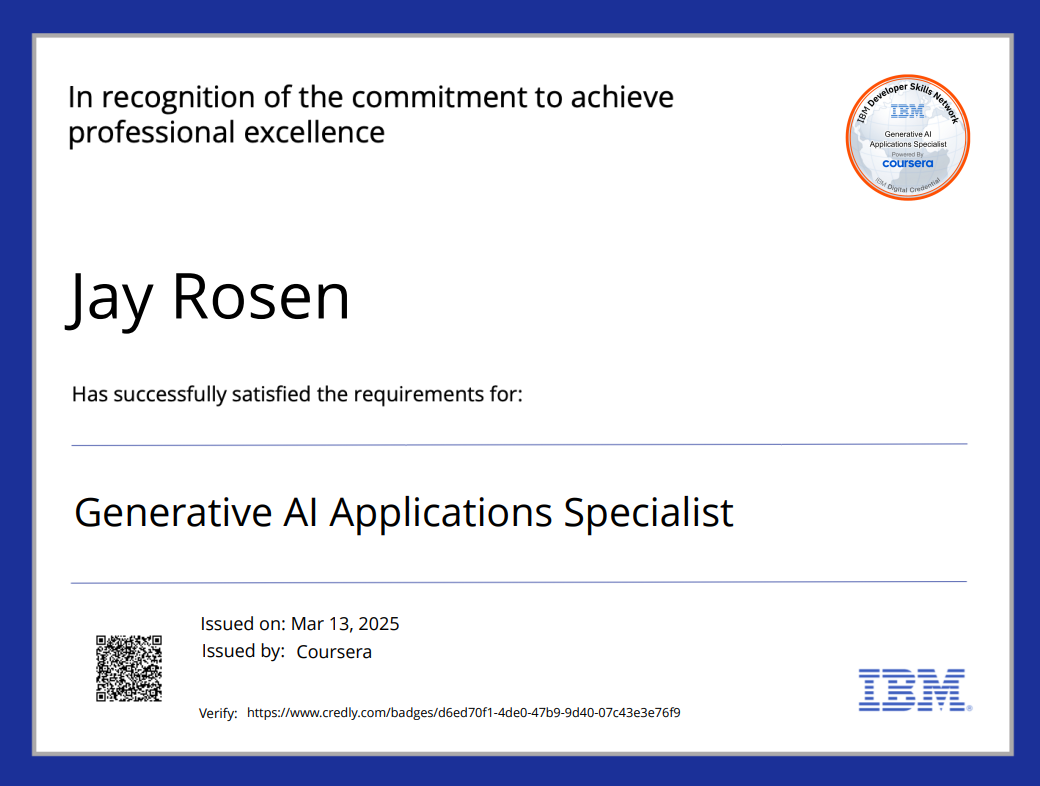 In recognition of the commitment to achieve
professional excellence
IBM Developer Skills Network
IBM
Generative AI
Applications Specialist
Powered By
coursera
IBM Digital Credential
Jay Rosen
Has successfully satisfied the requirements for:
Generative AI Applications Specialist
Issued on: Mar 13, 2025
Issued by: Coursera
Verify: https://www.credly.com/badges/d6ed70f1-4de0-47b9-9d40-07c43e3e76f9
IBM®